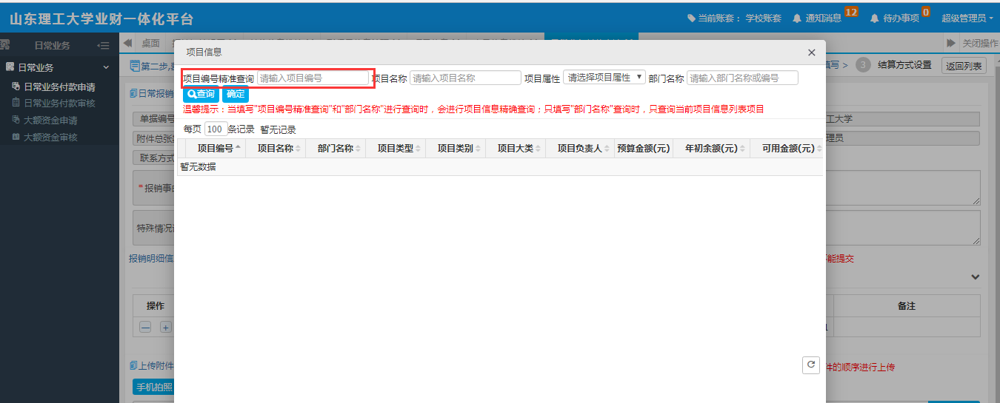 山东理工大学业财一体化平台
当前账套： 学校账套 通知消息 12 待办事项 0 超级管理员
日常业务
桌面
关闭操作
日常业务
日常业务付款申请
日常业务付款审核
大额资金申请
大额资金审核
第二步,
填写 > 3 结算方式设置 返回列表
项目信息
项目编号精准查询 请输入项目编号 项目名称 请输入项目名称 项目属性 请选择项目属性 部门名称 请输入部门名称或编号
查询 确定
温馨提示：当填写"项目编号精准查询"和"部门名称"进行查询时，会进行项目信息精确查询；只填写"部门名称"查询时，只查询当前项目信息列表项目
每页 100 条记录 暂无记录
项目编号 项目名称 部门名称 项目类型 项目类别 项目大类 项目负责人 预算金额(元) 年初余额(元) 可用金额(元)
暂无数据
日常报销
单据编号
工大学
附件总张
理员
联系方式
*报销事
特殊情况
报销明细信
能提交
操作
备注
1
上传附件
件的顺序进行上传
手机拍照